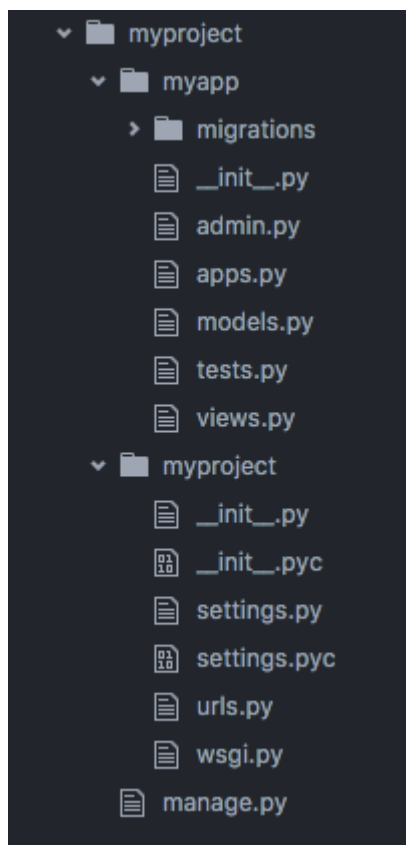 myproject
myapp
migrations
__init__.py
admin.py
apps.py
models.py
tests.py
views.py
myproject
__init__.py
__init__.pyc
settings.py
settings.pyc
urls.py
wsgi.py
manage.py